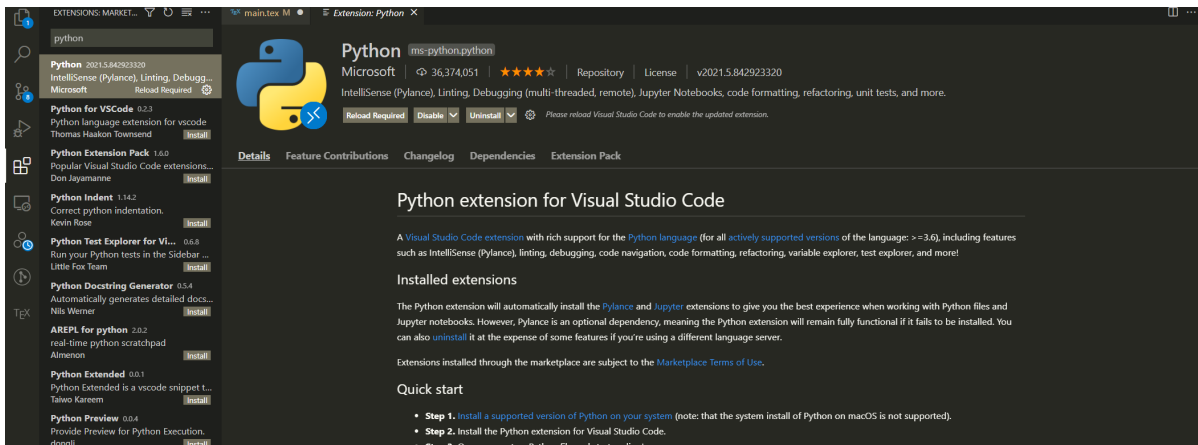 EXTENSIONS: MARKET...
python
Python 2021.5.842923320
IntelliSense (Pylance), Linting, Debugg...
Microsoft Reload Required
Python for VSCode 0.2.3
Python language extension for vscode
Thomas Haakon Townsend Install
Python Extension Pack 1.6.0
Popular Visual Studio Code extensions...
Don Jayamanne Install
Python Indent 1.14.2
Correct python indentation.
Kevin Rose Install
Python Test Explorer for Vi... 0.6.8
Run your Python tests in the Sidebar ...
Little Fox Team Install
Python Docstring Generator 0.5.4
Automatically generates detailed docs...
Nils Werner Install
AREPL for python 2.0.2
real-time python scratchpad
Almenon Install
Python Extended 0.0.1
Python Extended is a vscode snippet t...
Taiwo Kareem Install
Python Preview 0.0.4
Provide Preview for Python Execution.
dongli Install
1
8
TEX
TEX main.tex M
Extension: Python
Python ms-python.python
Microsoft 36,374,051 Repository License v2021.5.842923320
IntelliSense (Pylance), Linting, Debugging (multi-threaded, remote), Jupyter Notebooks, code formatting, refactoring, unit tests, and more.
Reload Required Disable Uninstall Please reload Visual Studio Code to enable the updated extension.
Details Feature Contributions Changelog Dependencies Extension Pack
Python extension for Visual Studio Code
A Visual Studio Code extension with rich support for the Python language (for all actively supported versions of the language: >=3.6), including features
such as IntelliSense (Pylance), linting, debugging, code navigation, code formatting, refactoring, variable explorer, test explorer, and more!
Installed extensions
The Python extension will automatically install the Pylance and Jupyter extensions to give you the best experience when working with Python files and
Jupyter notebooks. However, Pylance is an optional dependency, meaning the Python extension will remain fully functional if it fails to be installed. You
can also uninstall it at the expense of some features if you're using a different language server.
Extensions installed through the marketplace are subject to the Marketplace Terms of Use.
Quick start
Step 1. Install a supported version of Python on your system (note: that the system install of Python on macOS is not supported).
Step 2. Install the Python extension for Visual Studio Code.